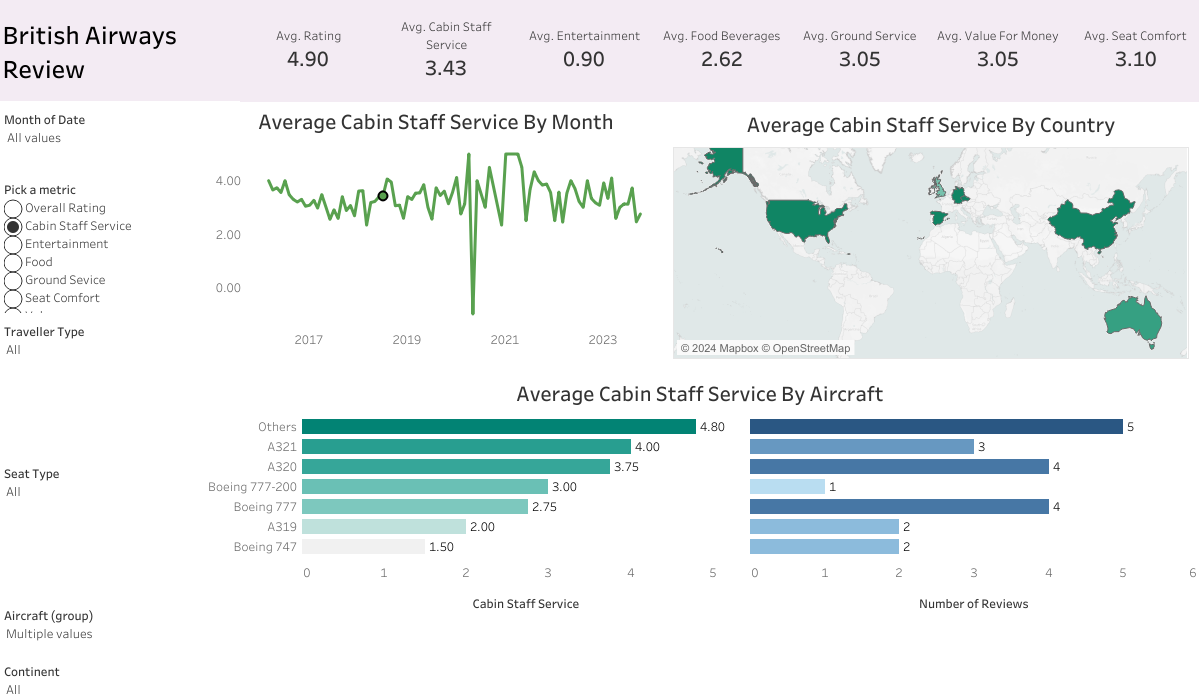 British Airways
Review
Avg. Rating
4.90
Avg. Cabin Staff
Service
3.43
Avg. Entertainment
0.90
Avg. Food Beverages
2.62
Avg. Ground Service
3.05
Avg. Value For Money
3.05
Avg. Seat Comfort
3.10
Month of Date
All values
Pick a metric
Overall Rating
Cabin Staff Service
Entertainment
Food
Ground Sevice
Seat Comfort
Traveller Type
All
Seat Type
All
Aircraft (group)
Multiple values
Continent
All
Average Cabin Staff Service By Month
4.00
2.00
0.00
2017 2019 2021 2023
Average Cabin Staff Service By Country
© 2024 Mapbox © OpenStreetMap
Average Cabin Staff Service By Aircraft
Others 4.80 5
A321 4.00 3
A320 3.75 4
Boeing 777-200 3.00 1
Boeing 777 2.75 4
A319 2.00 2
Boeing 747 1.50 2
0 1 2 3 4 5 0 1 2 3 4 5 6
Cabin Staff Service Number of Reviews